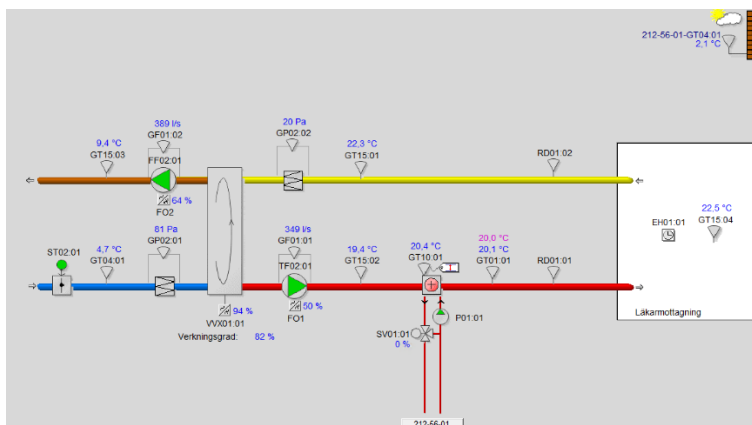 212-56-01-GT04:01
2,1 °C
389 l/s
GF01:02
20 Pa
GP02:02
9,4 °C
GT15:03
FF02:01
22,3 °C
GT15:01
RD01:02
64 %
FO2
22,5 °C
GT15:04
EH01:01
81 Pa
GP02:01
349 l/s
GF01:01
20,0 °C
ST02:01
4,7 °C
GT04:01
TF02:01
19,4 °C
GT15:02
20,4 °C
GT10:01
1
20,1 °C
GT01:01
RD01:01
94 %
VVX01:01
50 %
FO1
P01:01
Läkarmottagning
Verkningsgrad: 82 %
SV01:01
0 %
212-56-01